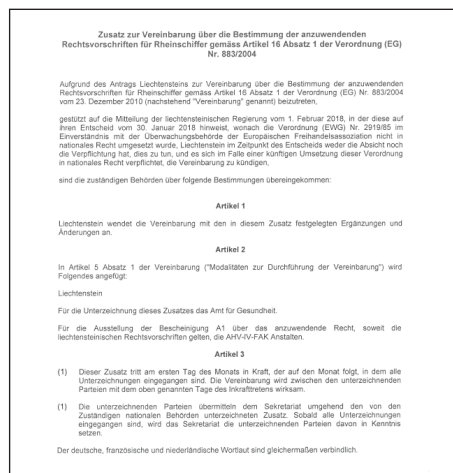 Zusatz zur Vereinbarung über die Bestimmung der anzuwendenden
Rechtsvorschriften für Rheinschiffer gemäss Artikel 16 Absatz 1 der Verordnung (EG)
Nr. 883/2004
Aufgrund des Antrags Liechtensteins zur Vereinbarung über die Bestimmung der anzuwendenden
Rechtsvorschriften für Rheinschiffer gemäss Artikel 16 Absatz 1 der Verordnung (EG) Nr. 883/2004
vom 23. Dezember 2010 (nachstehend "Vereinbarung" genannt) beizutreten,
gestützt auf die Mitteilung der liechtensteinischen Regierung vom 1. Februar 2018, in der diese auf
ihren Entscheid vom 30. Januar 2018 hinweist, wonach die Verordnung (EWG) Nr. 2919/85 im
Einverständnis mit der Überwachungsbehörde der Europäischen Freihandelsassoziation nicht in
nationales Recht umgesetzt wurde, Liechtenstein im Zeitpunkt des Entscheids weder die Absicht noch
die Verpflichtung hat, dies zu tun, und es sich im Falle einer künftigen Umsetzung dieser Verordnung
in nationales Recht verpflichtet, die Vereinbarung zu kündigen,
sind die zuständigen Behörden über folgende Bestimmungen übereingekommen:
Artikel 1
Liechtenstein wendet die Vereinbarung mit den in diesem Zusatz festgelegten Ergänzungen und
Änderungen an.
Artikel 2
In Artikel 5 Absatz 1 der Vereinbarung ("Modalitäten zur Durchführung der Vereinbarung") wird
Folgendes angefügt:
Liechtenstein
Für die Unterzeichnung dieses Zusatzes das Amt für Gesundheit.
Für die Ausstellung der Bescheinigung A1 über das anzuwendende Recht, soweit die
liechtensteinischen Rechtsvorschriften gelten, die AHV-IV-FAK Anstalten.
Artikel 3
(1) Dieser Zusatz tritt am ersten Tag des Monats in Kraft, der auf den Monat folgt, in dem alle
Unterzeichnungen eingegangen sind. Die Vereinbarung wird zwischen den unterzeichnenden
Parteien mit dem oben genannten Tages des Inkrafttretens wirksam.
(1) Die unterzeichnenden Parteien übermitteln dem Sekretariat umgehend den von den
Zuständigen nationalen Behörden unterzeichneten Zusatz. Sobald alle Unterzeichnungen
eingegangen sind, wird das Sekretariat die unterzeichnenden Parteien davon in Kenntnis
setzen.
Der deutsche, französische und niederländische Wortlaut sind gleichermaßen verbindlich.